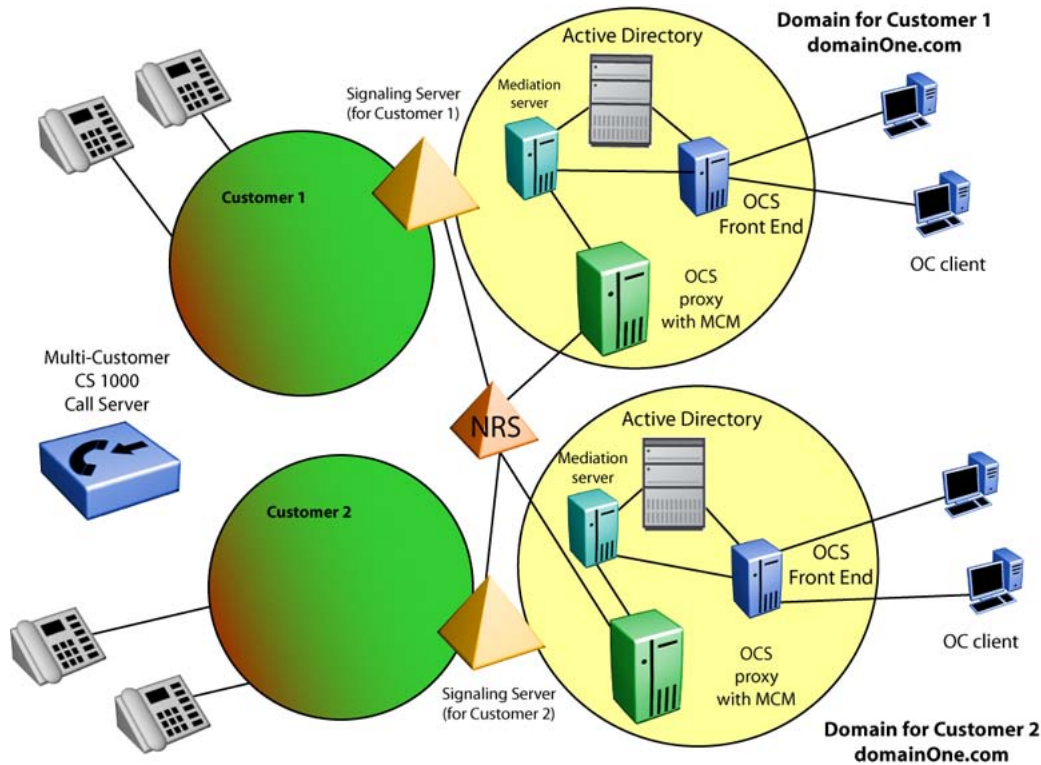 Domain for Customer 1
domainOne.com
Active Directory
Mediation
server
Signaling Server
(for Customer 1)
Customer 1
OCS
Front End
OC client
OCS
proxy
with MCM
Multi-Customer
CS 1000
Call Server
NRS
Active Directory
Mediation
server
Customer 2
OCS
Front End
OC client
OCS
proxy
with MCM
Signaling Server
(for Customer 2)
Domain for Customer 2
domainOne.com